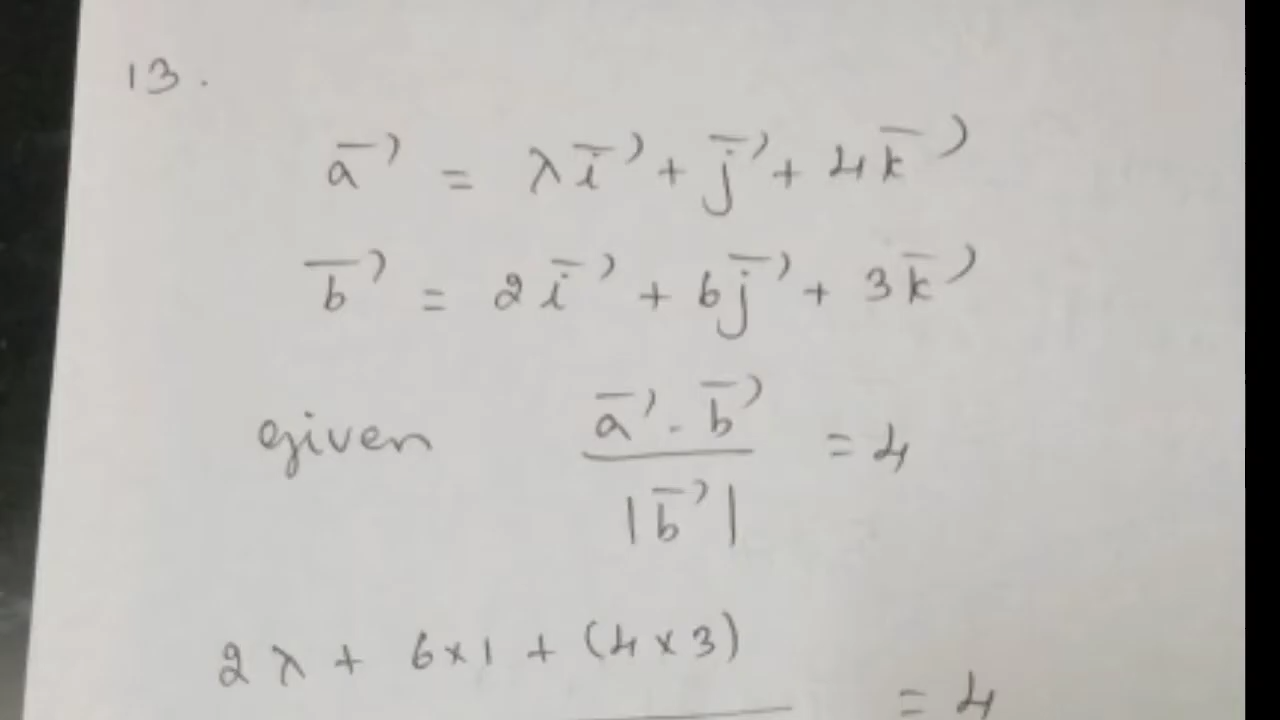 13.
a⃗ = λi⃗ + j⃗ + 4k⃗
b⃗ = 2i⃗ + 6j⃗ + 3k⃗
given (a⃗ . b⃗) / |b⃗| = 4
2λ + 6×1 + (4×3) = 4